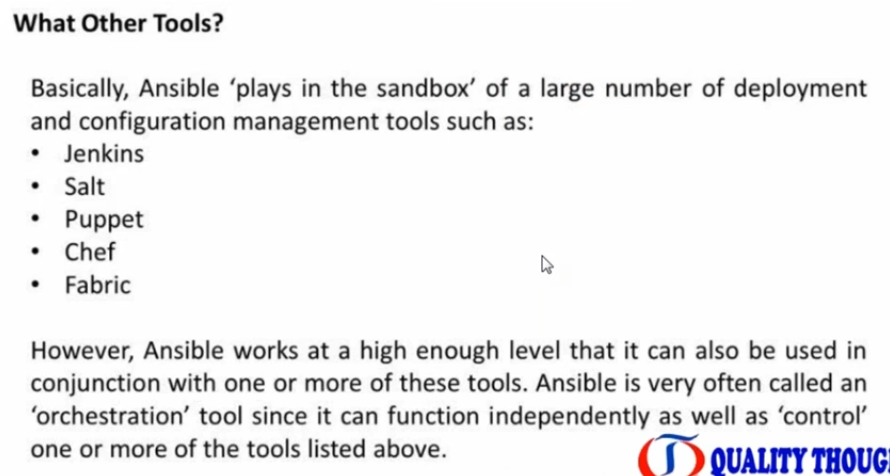 What Other Tools?
Basically, Ansible ‘plays in the sandbox’ of a large number of deployment
and configuration management tools such as:
• Jenkins
• Salt
• Puppet
• Chef
• Fabric
However, Ansible works at a high enough level that it can also be used in
conjunction with one or more of these tools. Ansible is very often called an
‘orchestration’ tool since it can function independently as well as ‘control’
one or more of the tools listed above.
QUALITY THOUG